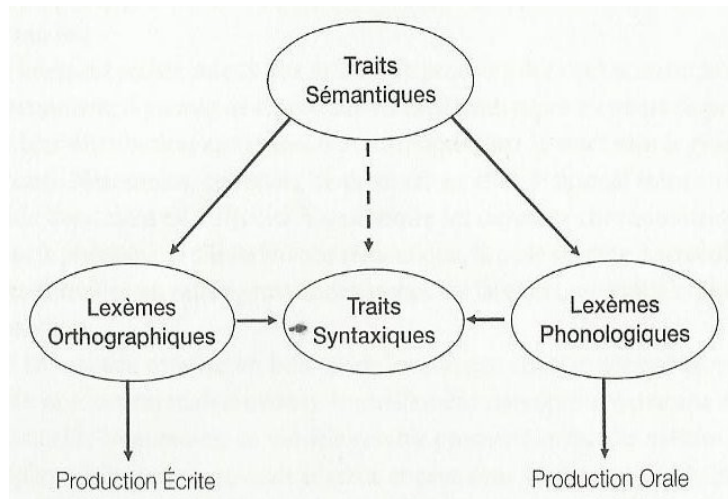 Traits
Sémantiques
Lexèmes
Orthographiques
Traits
Syntaxiques
Lexèmes
Phonologiques
Production Écrite
Production Orale